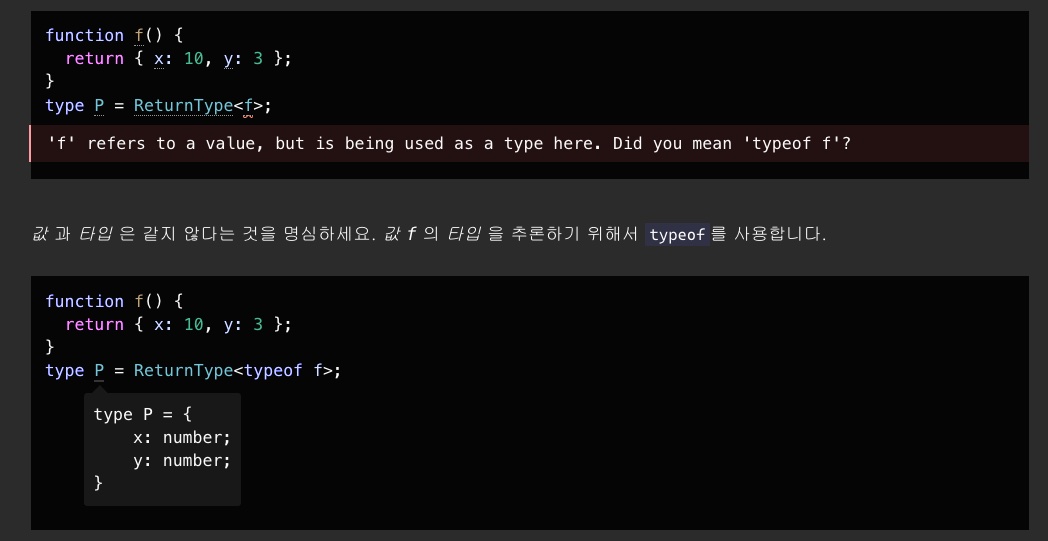 function f() {
  return { x: 10, y: 3 };
}
type P = ReturnType<f>;
'f' refers to a value, but is being used as a type here. Did you mean 'typeof f'?
값 과 타입 은 같지 않다는 것을 명심하세요. 값 f 의 타입 을 추론하기 위해서 typeof 를 사용합니다.
function f() {
  return { x: 10, y: 3 };
}
type P = ReturnType<typeof f>;
type P = {
    x: number;
    y: number;
}